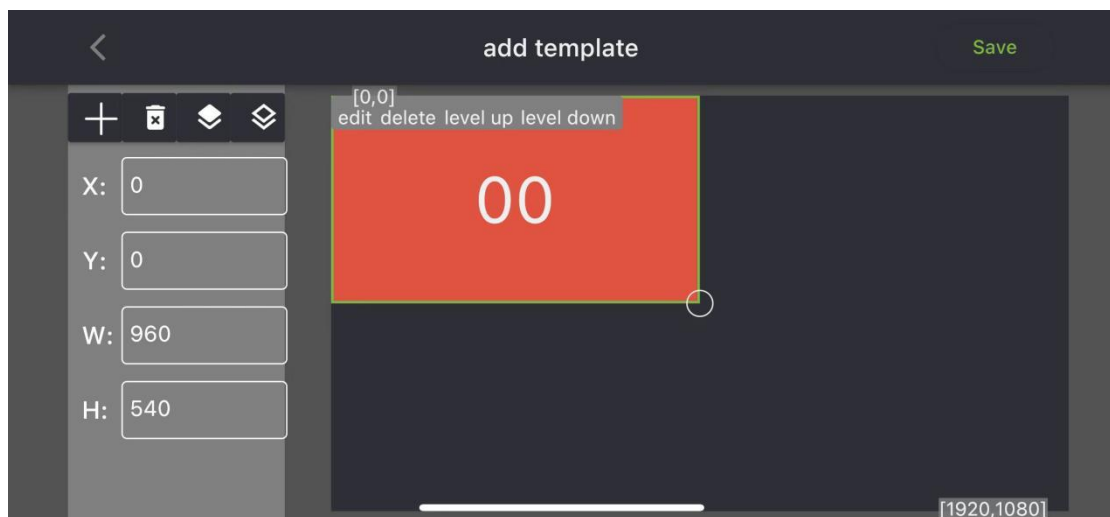 add template
Save
[0,0]
edit delete level up level down
X: 0
00
Y: 0
W: 960
H: 540
[1920,1080]